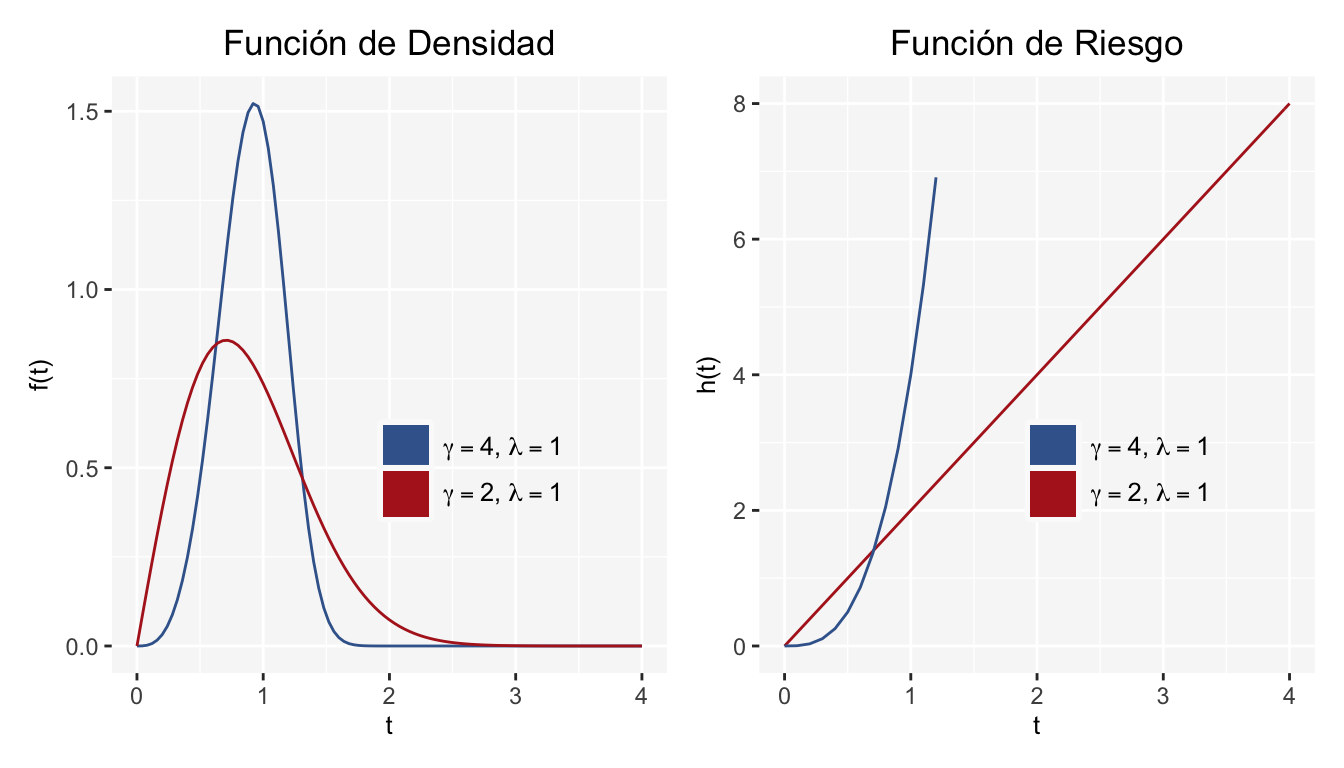 Función de Densidad
f(t)
1.5
1.0
0.5
0.0
0 1 2 3 4
t
γ = 4, λ = 1
γ = 2, λ = 1
Función de Riesgo
h(t)
8
6
4
2
0
0 1 2 3 4
t
γ = 4, λ = 1
γ = 2, λ = 1